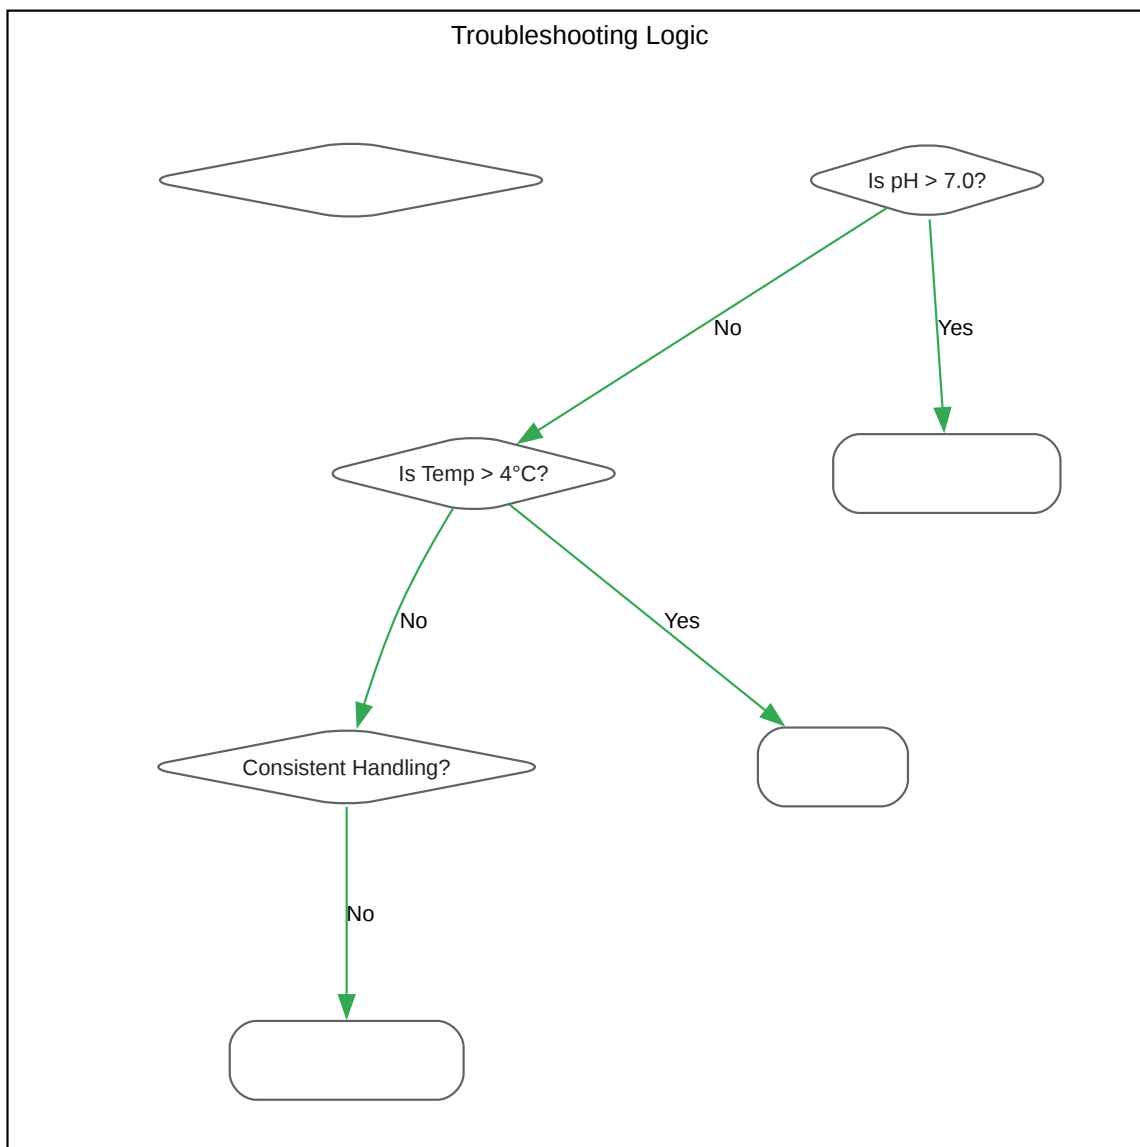 Troubleshooting Logic
Is pH > 7.0?
No
Yes
Is Temp > 4°C?
No
Yes
Consistent Handling?
No